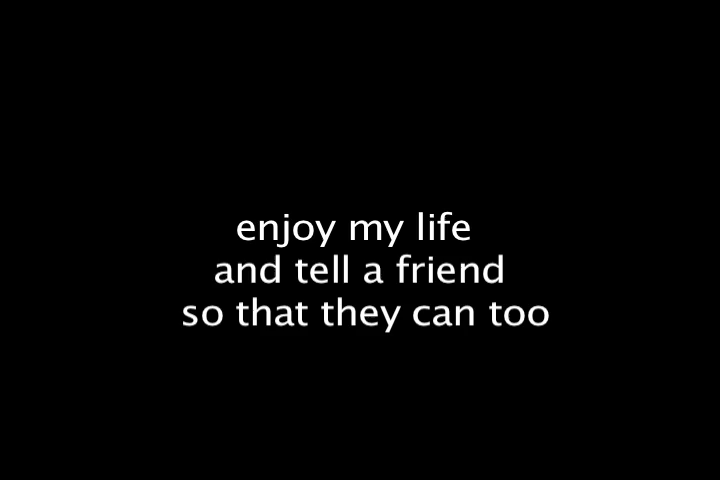 enjoy my life
and tell a friend
so that they can too